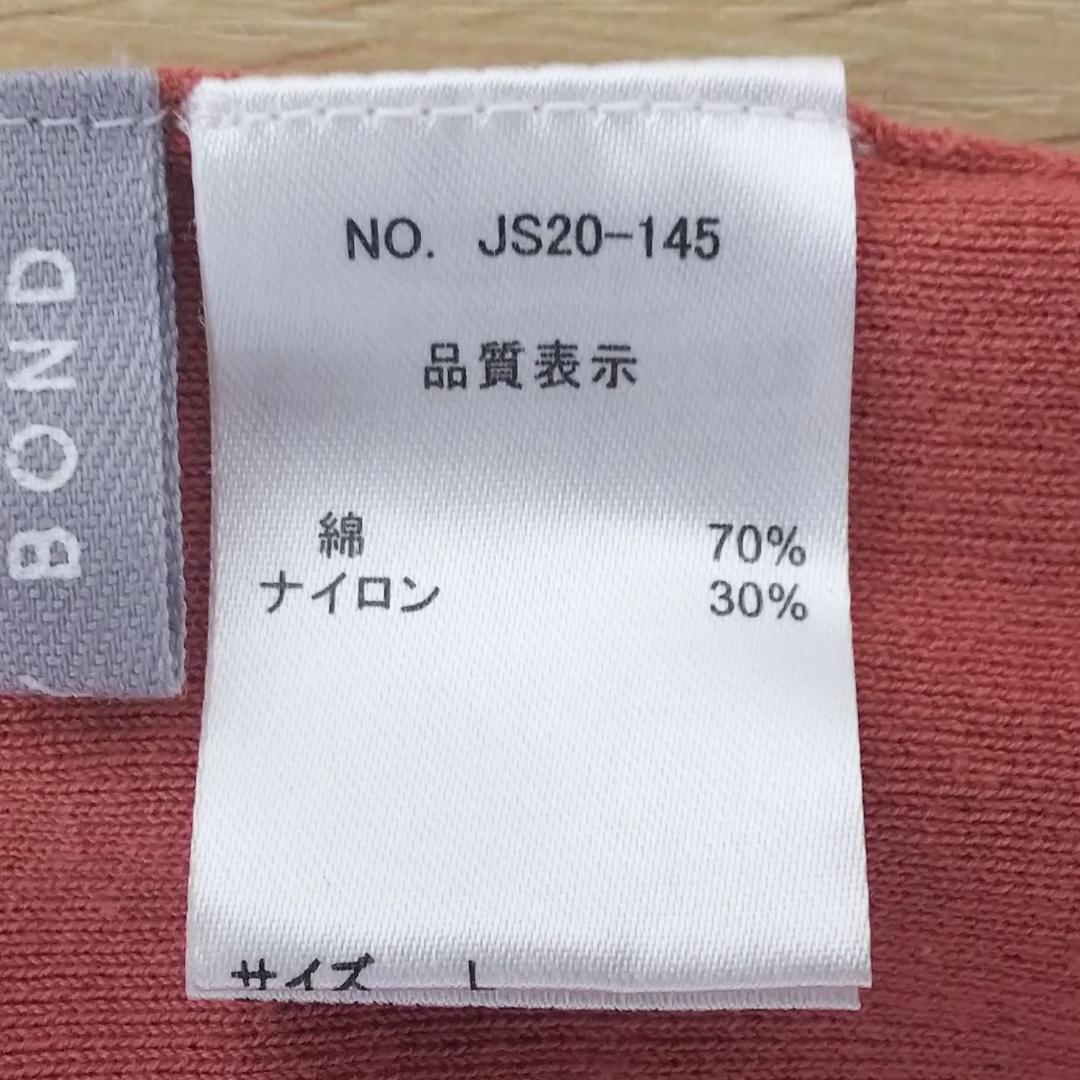 NO. JS20-145
品質表示
綿 70%
ナイロン 30%
サイズ L
BOND